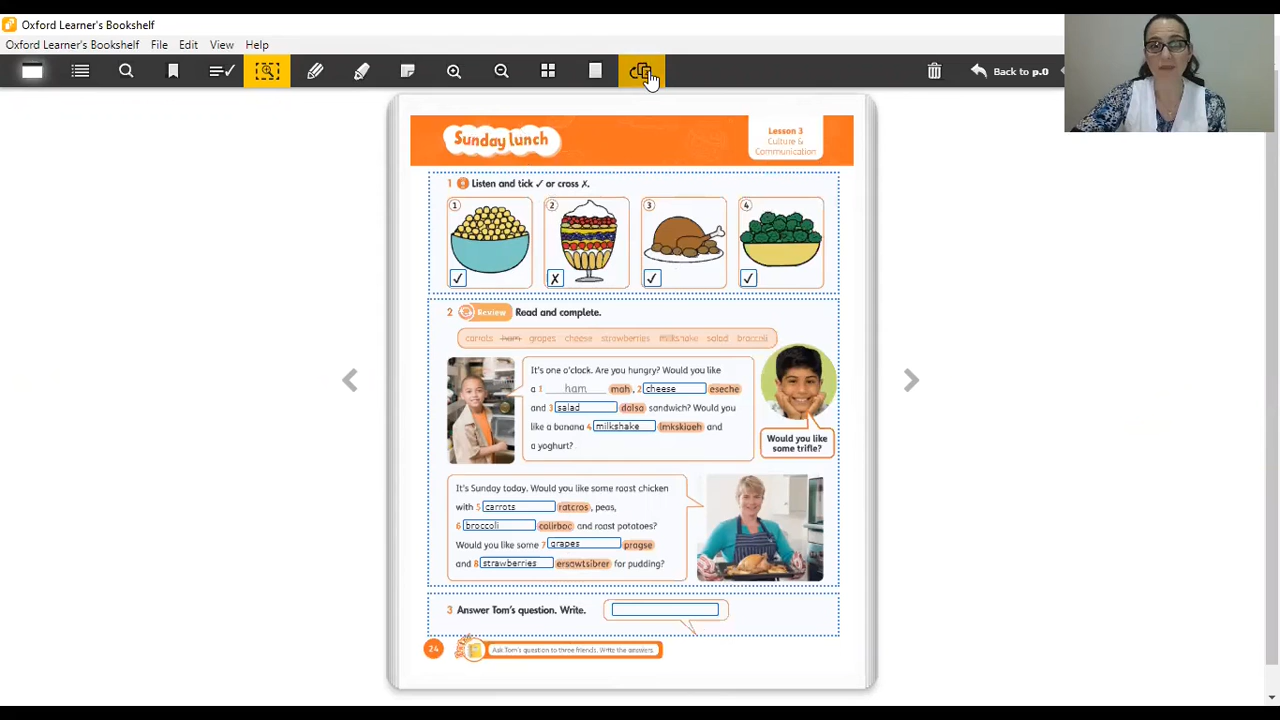 Oxford Learner's Bookshelf
Oxford Learner's Bookshelf File Edit View Help
Back to p.0
Sunday lunch
Lesson 3
Culture &
Communication
1 Listen and tick ✓ or cross ✗.
1 2 3 4
✓ ✗ ✓ ✓
2 Review Read and complete.
carrots ham grapes cheese strawberries milkshake salad broccoli
It's one o'clock. Are you hungry? Would you like
a 1 ham mah , 2 cheese eseche
and 3 salad dalsa sandwich? Would you
like a banana 4 milkshake lmkskiaeh and
a yoghurt?
Would you like
some trifle?
It's Sunday today. Would you like some roast chicken
with 5 carrots ratcros , peas,
6 broccoli colirboc and roast potatoes?
Would you like some 7 grapes pragse
and 8 strawberries ersawtsibrer for pudding?
3 Answer Tom's question. Write.
24 Ask Tom's question to three friends. Write the answers.